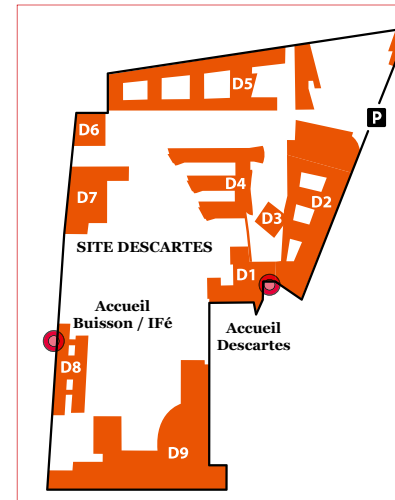 D5
P
D6
D4
D7
D2
D3
SITE DESCARTES
D1
Accueil
Buisson / IFé
Accueil
Descartes
D8
D9